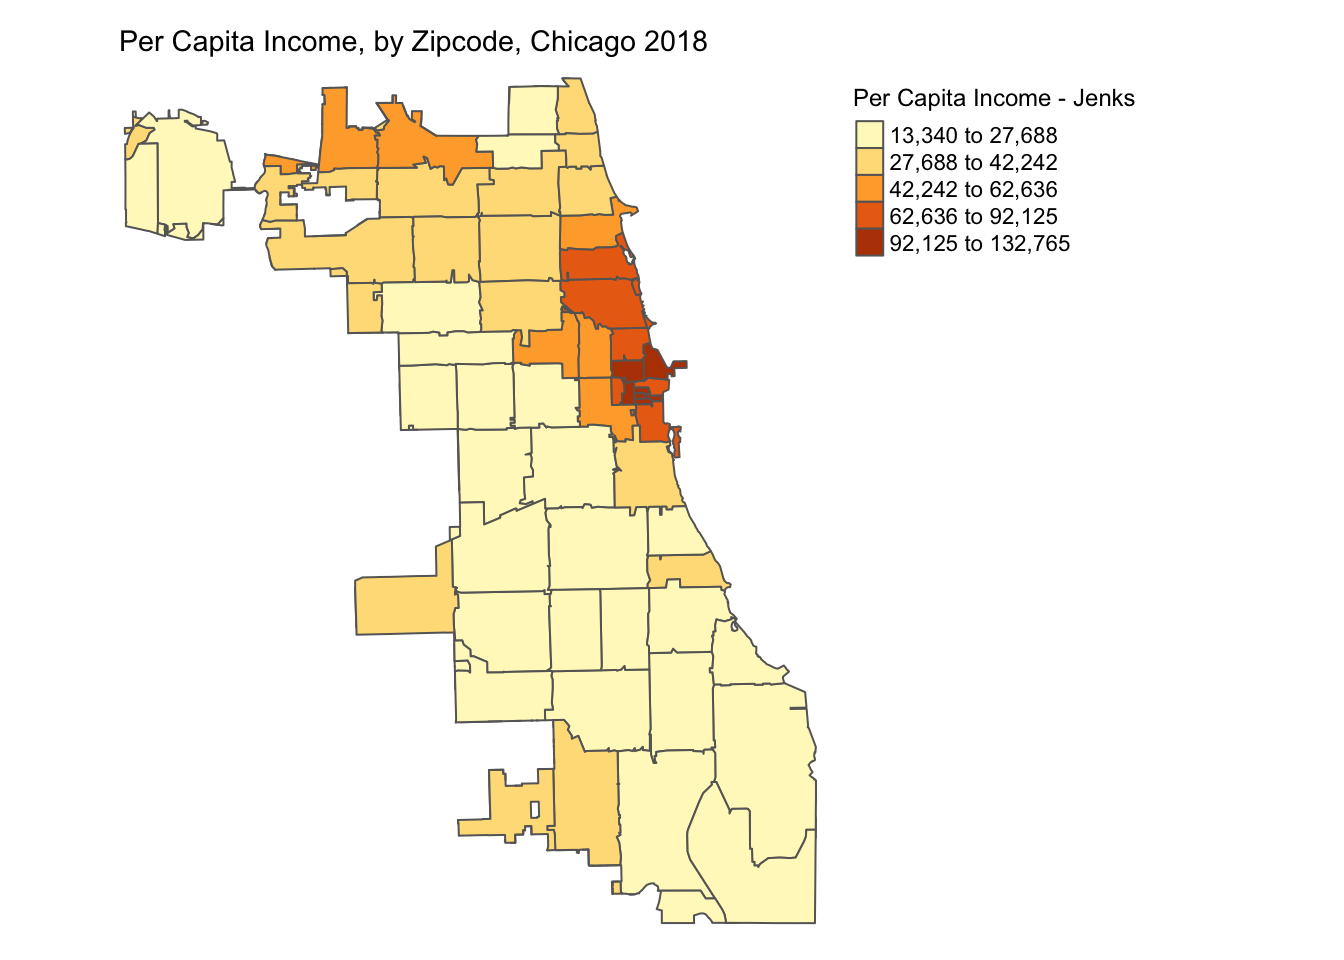 Per Capita Income, by Zipcode, Chicago 2018
Per Capita Income - Jenks
13,340 to 27,688
27,688 to 42,242
42,242 to 62,636
62,636 to 92,125
92,125 to 132,765